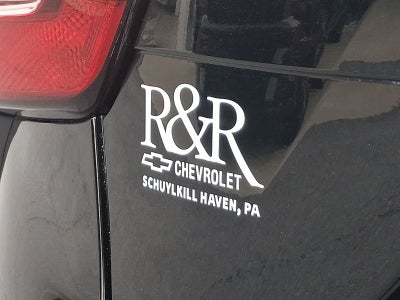 R&R
CHEVROLET
SCHUYLKILL HAVEN, PA